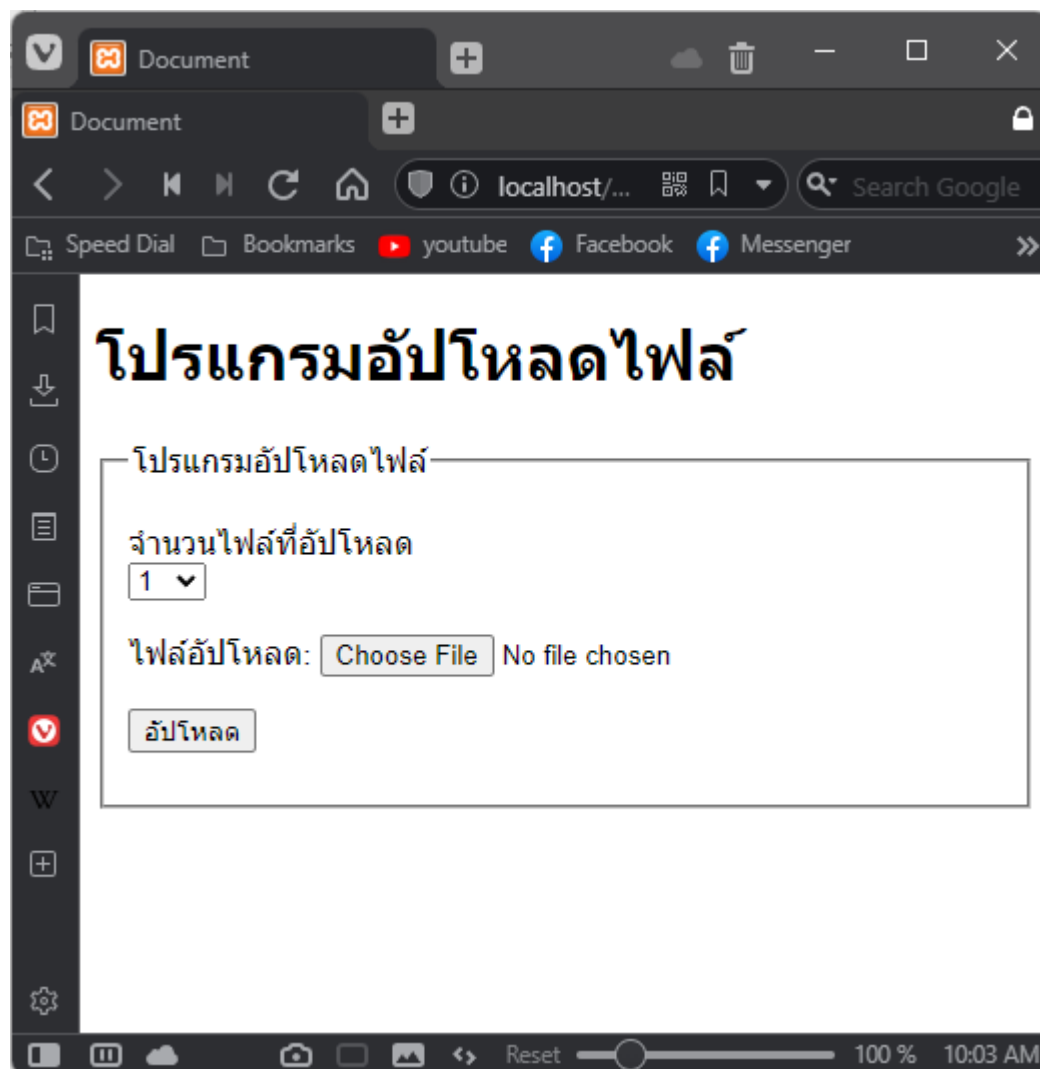 Document
Document
localhost/... Search Google
Speed Dial Bookmarks youtube Facebook Messenger
โปรแกรมอัปโหลดไฟล์
โปรแกรมอัปโหลดไฟล์
จำนวนไฟล์ที่อัปโหลด
1
ไฟล์อัปโหลด: Choose File No file chosen
อัปโหลด
Reset 100 % 10:03 AM